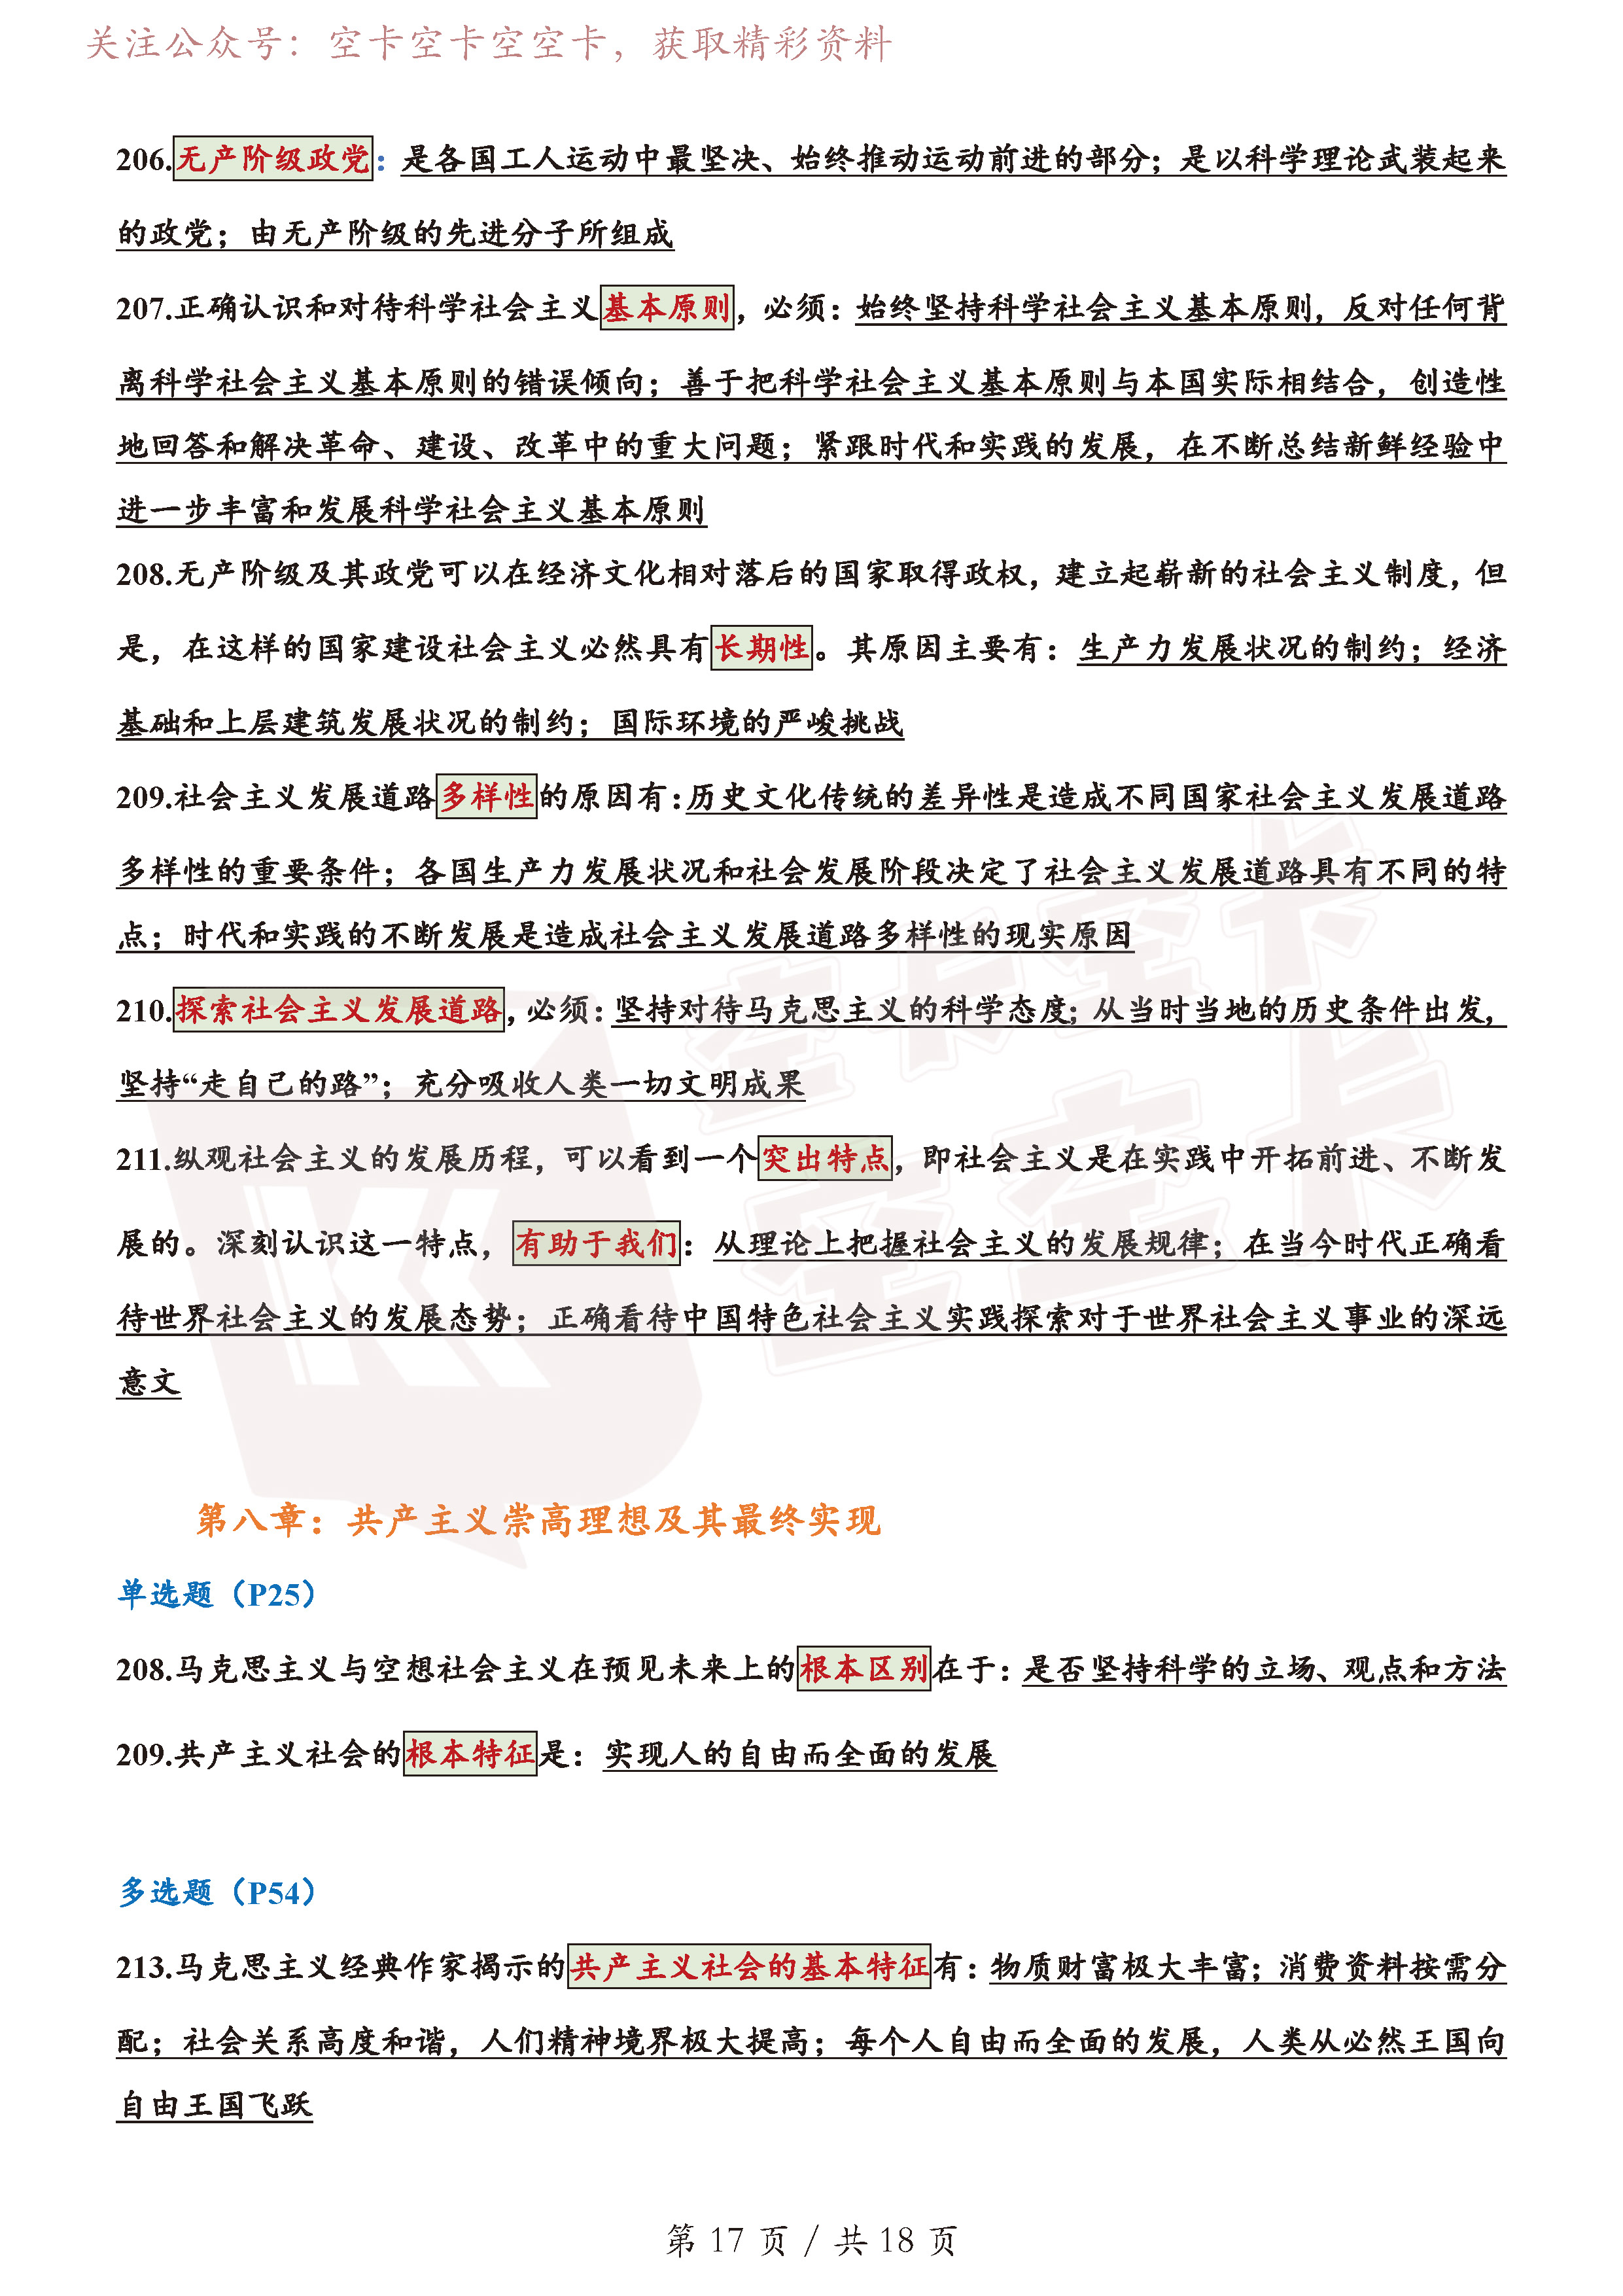 关注公众号：空卡空卡空空卡，获取精彩资料
206.无产阶级政党：是各国工人运动中最坚决、始终推动运动前进的部分；是以科学理论武装起来
的政党；由无产阶级的先进分子所组成
207.正确认识和对待科学社会主义基本原则，必须：始终坚持科学社会主义基本原则，反对任何背
离科学社会主义基本原则的错误倾向；善于把科学社会主义基本原则与本国实际相结合，创造性
地回答和解决革命、建设、改革中的重大问题；紧跟时代和实践的发展，在不断总结新鲜经验中
进一步丰富和发展科学社会主义基本原则
208.无产阶级及其政党可以在经济文化相对落后的国家取得政权，建立起崭新的社会主义制度，但
是，在这样的国家建设社会主义必然具有长期性。其原因主要有：生产力发展状况的制约；经济
基础和上层建筑发展状况的制约；国际环境的严峻挑战
209.社会主义发展道路多样性的原因有：历史文化传统的差异性是造成不同国家社会主义发展道路
多样性的重要条件；各国生产力发展状况和社会发展阶段决定了社会主义发展道路具有不同的特
点；时代和实践的不断发展是造成社会主义发展道路多样性的现实原因
210.探索社会主义发展道路，必须：坚持对待马克思主义的科学态度；从当时当地的历史条件出发，
坚持“走自己的路”；充分吸收人类一切文明成果
211.纵观社会主义的发展历程，可以看到一个突出特点，即社会主义是在实践中开拓前进、不断发
展的。深刻认识这一特点，有助于我们：从理论上把握社会主义的发展规律；在当今时代正确看
待世界社会主义的发展态势；正确看待中国特色社会主义实践探索对于世界社会主义事业的深远
意文
空卡空卡
空空卡
第八章：共产主义崇高理想及其最终实现
单选题（P25）
208.马克思主义与空想社会主义在预见未来上的根本区别在于：是否坚持科学的立场、观点和方法
209.共产主义社会的根本特征是：实现人的自由而全面的发展
多选题（P54）
213.马克思主义经典作家揭示的共产主义社会的基本特征有：物质财富极大丰富；消费资料按需分
配；社会关系高度和谐，人们精神境界极大提高；每个人自由而全面的发展，人类从必然王国向
自由王国飞跃
第 17 页 / 共 18 页